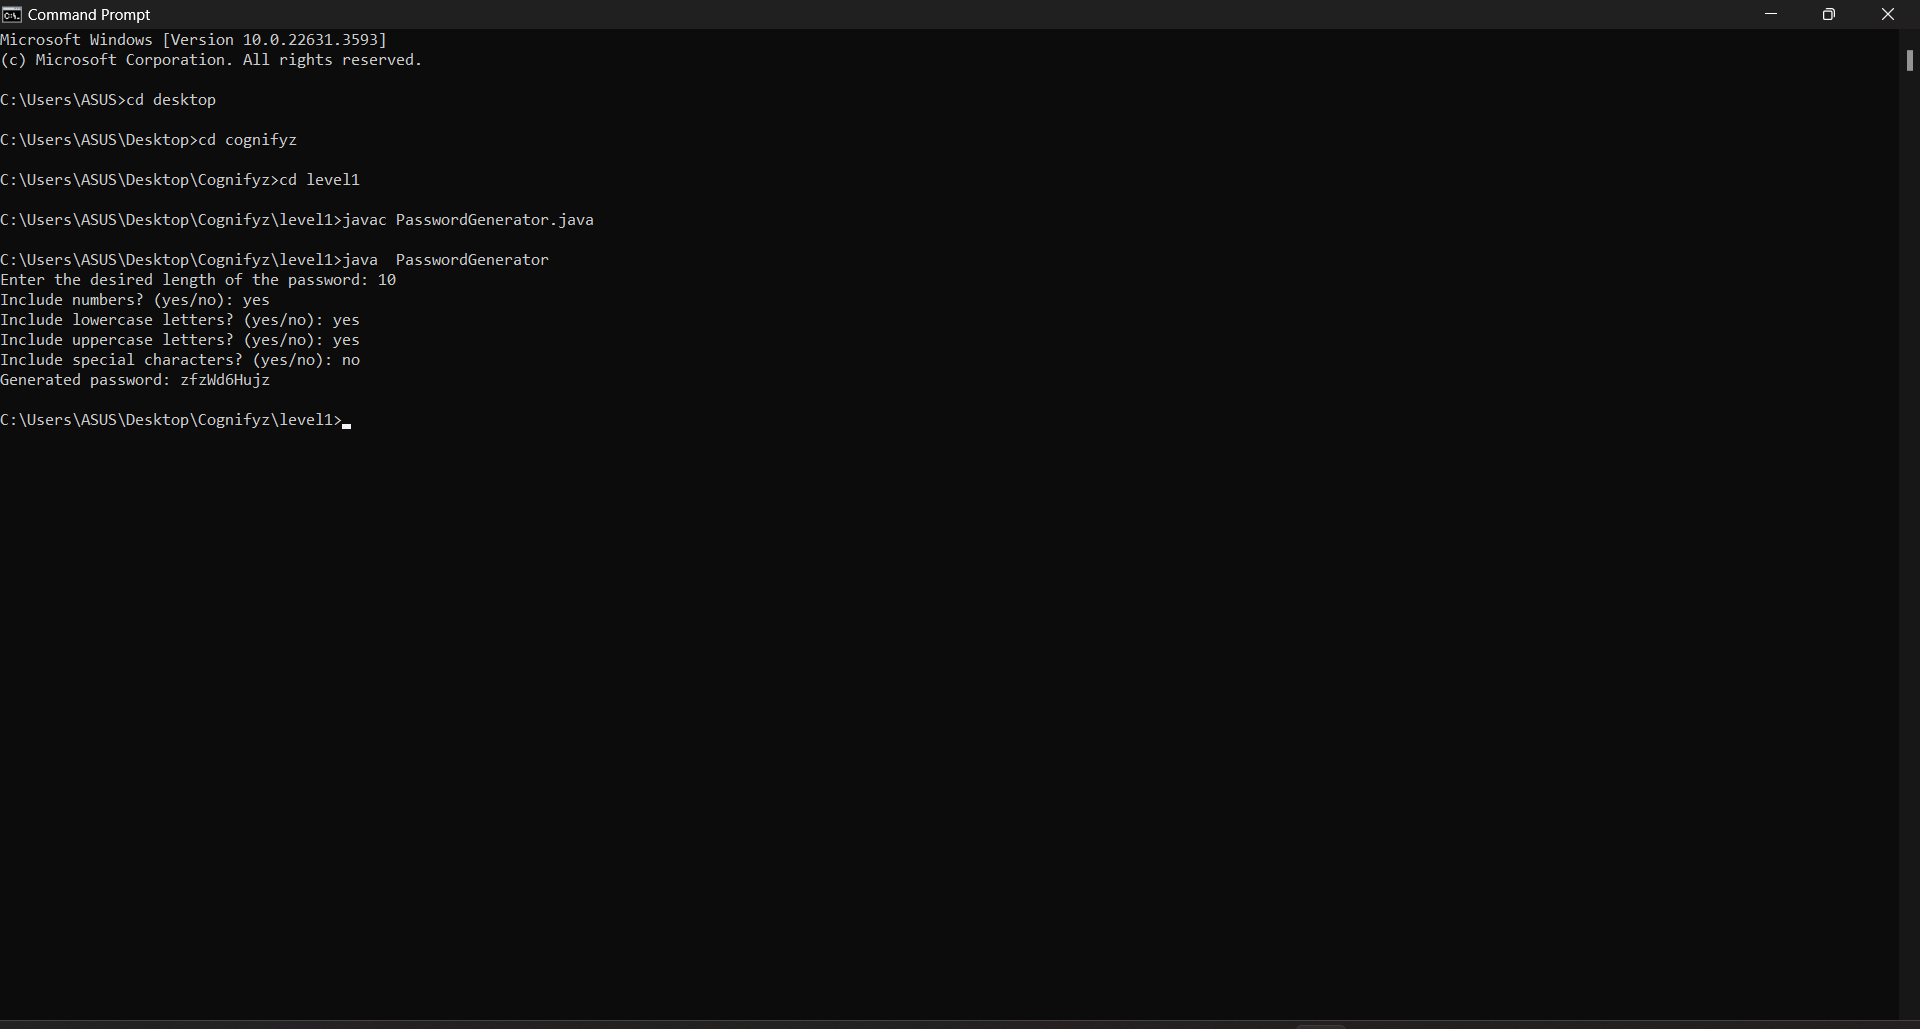 Command Prompt
Microsoft Windows [Version 10.0.22631.3593]
(c) Microsoft Corporation. All rights reserved.
C:\Users\ASUS>cd desktop
C:\Users\ASUS\Desktop>cd cognifyz
C:\Users\ASUS\Desktop\Cognifyz>cd level1
C:\Users\ASUS\Desktop\Cognifyz\level1>javac PasswordGenerator.java
C:\Users\ASUS\Desktop\Cognifyz\level1>java  PasswordGenerator
Enter the desired length of the password: 10
Include numbers? (yes/no): yes
Include lowercase letters? (yes/no): yes
Include uppercase letters? (yes/no): yes
Include special characters? (yes/no): no
Generated password: zfzWd6Hujz
C:\Users\ASUS\Desktop\Cognifyz\level1>